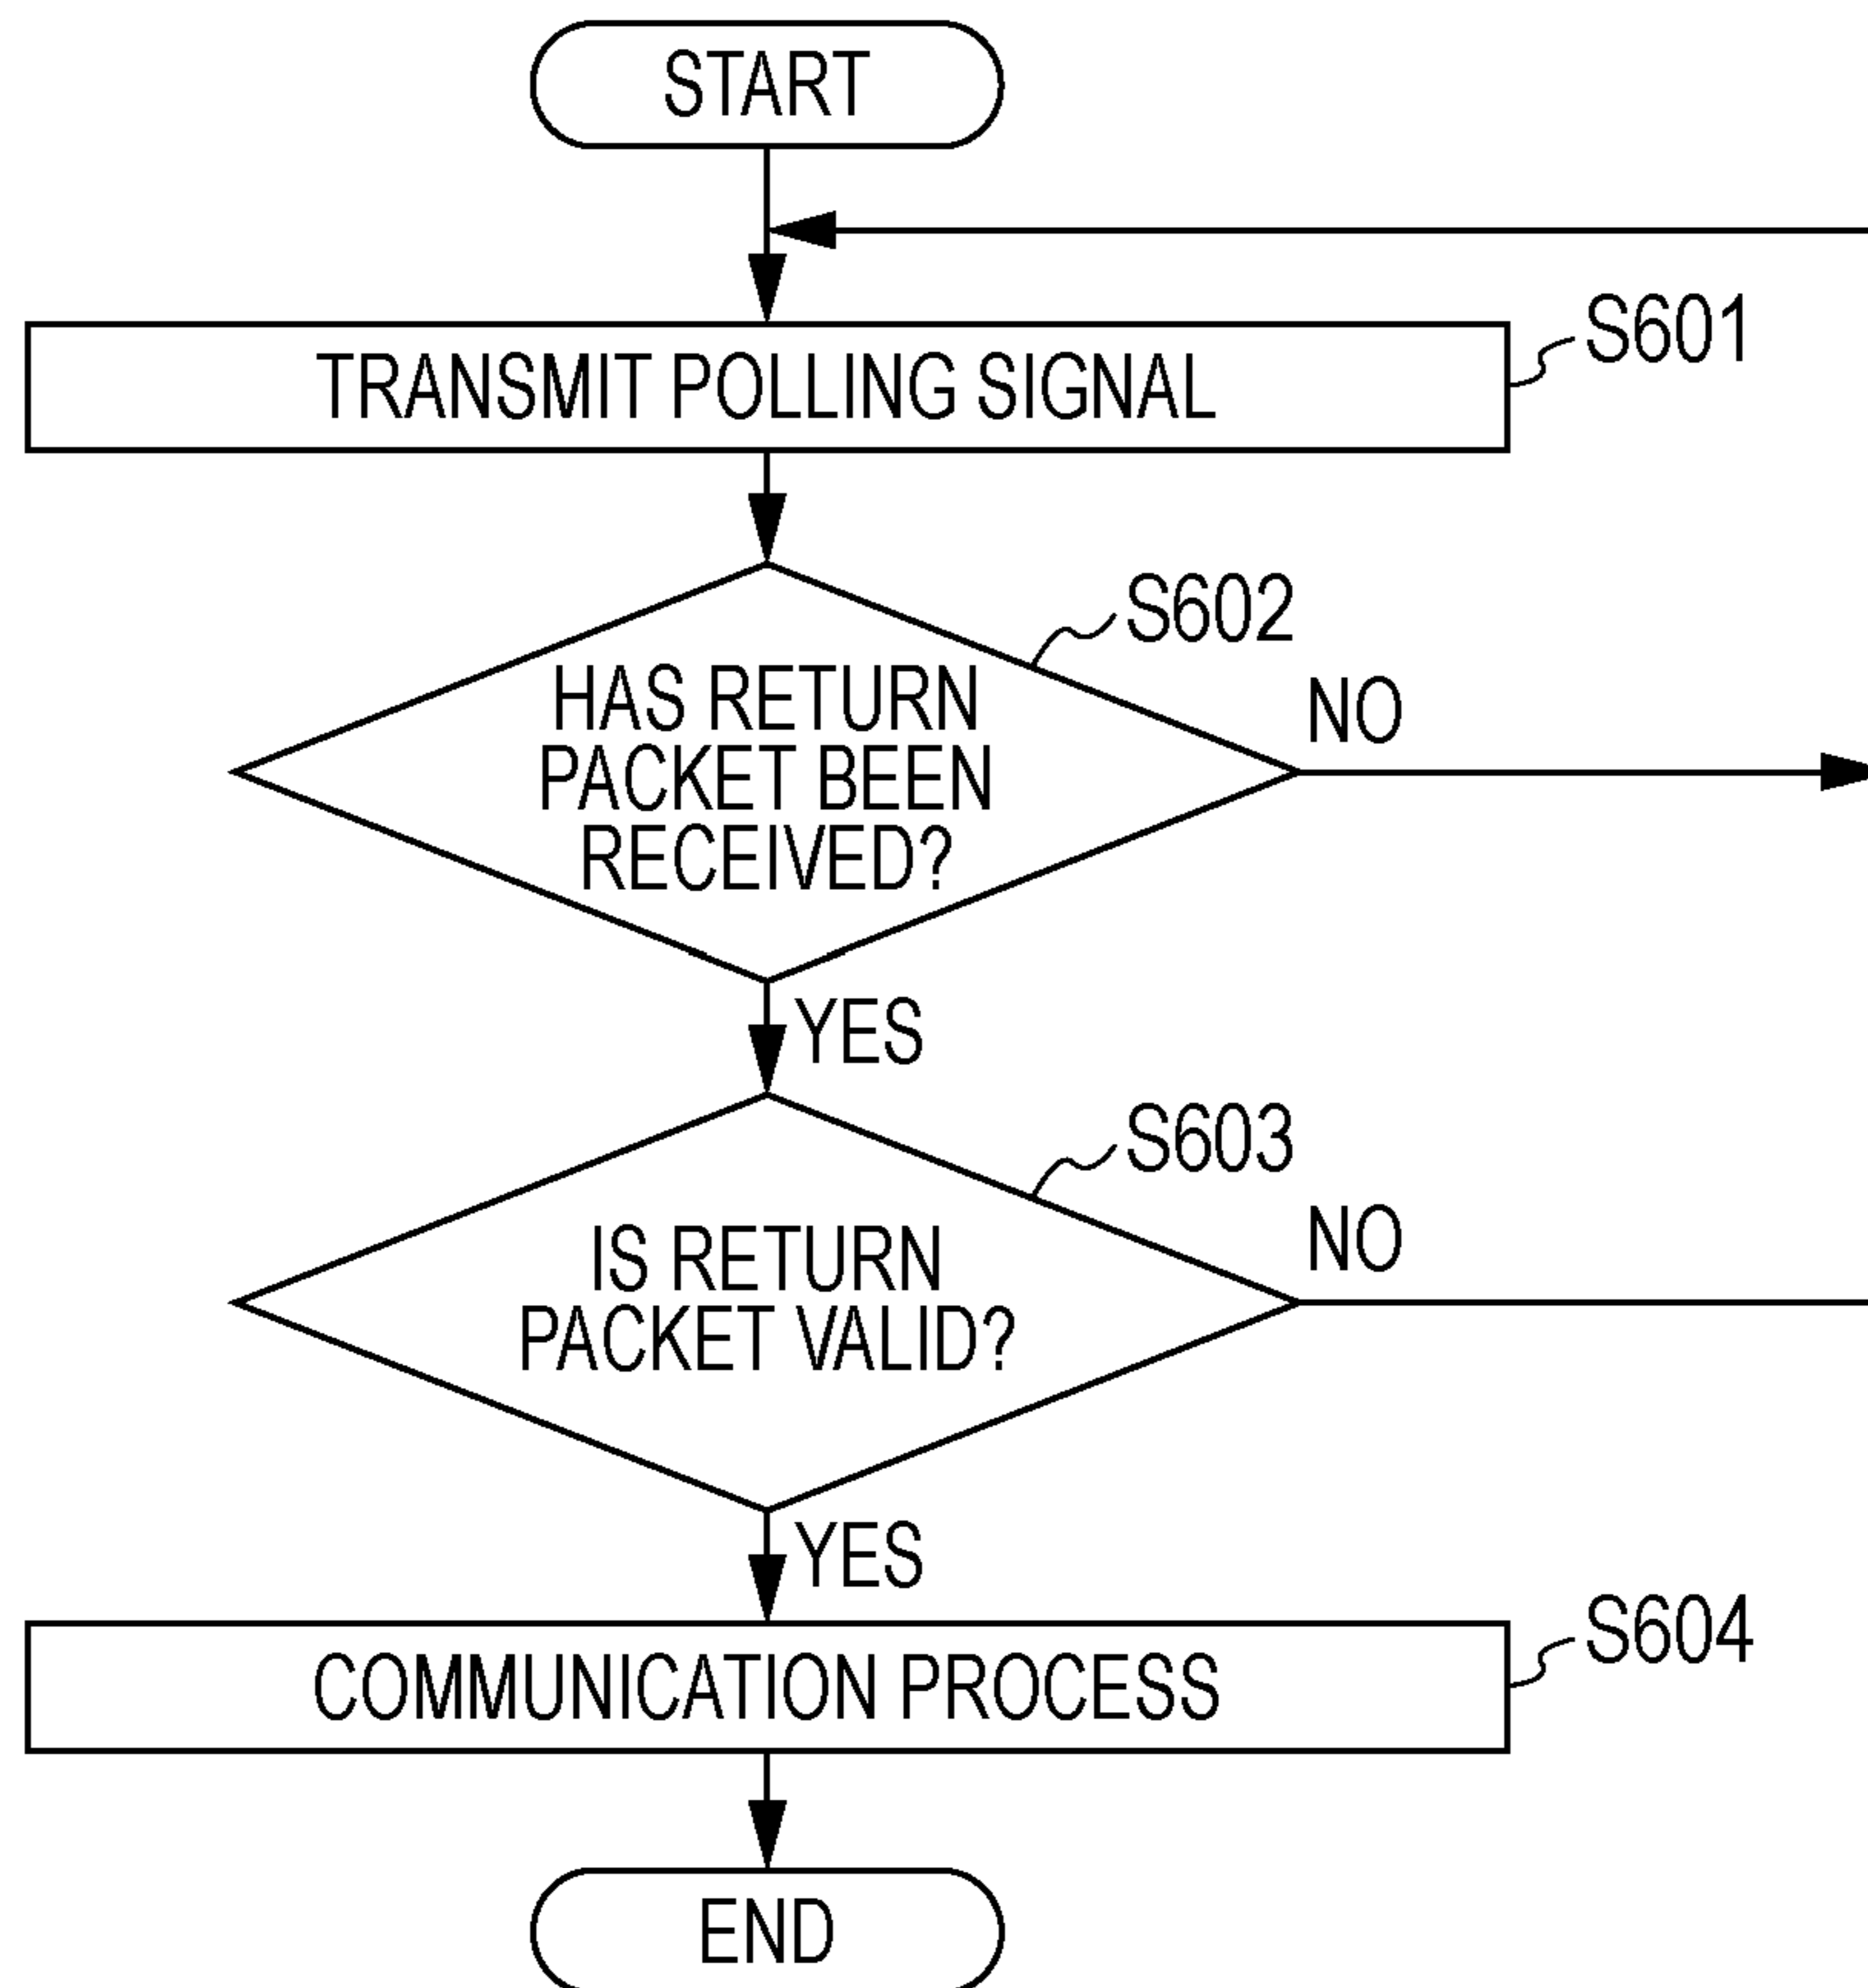 START
S601
TRANSMIT POLLING SIGNAL
S602
HAS RETURN
PACKET BEEN
RECEIVED?
NO
YES
S603
IS RETURN
PACKET VALID?
NO
YES
S604
COMMUNICATION PROCESS
END